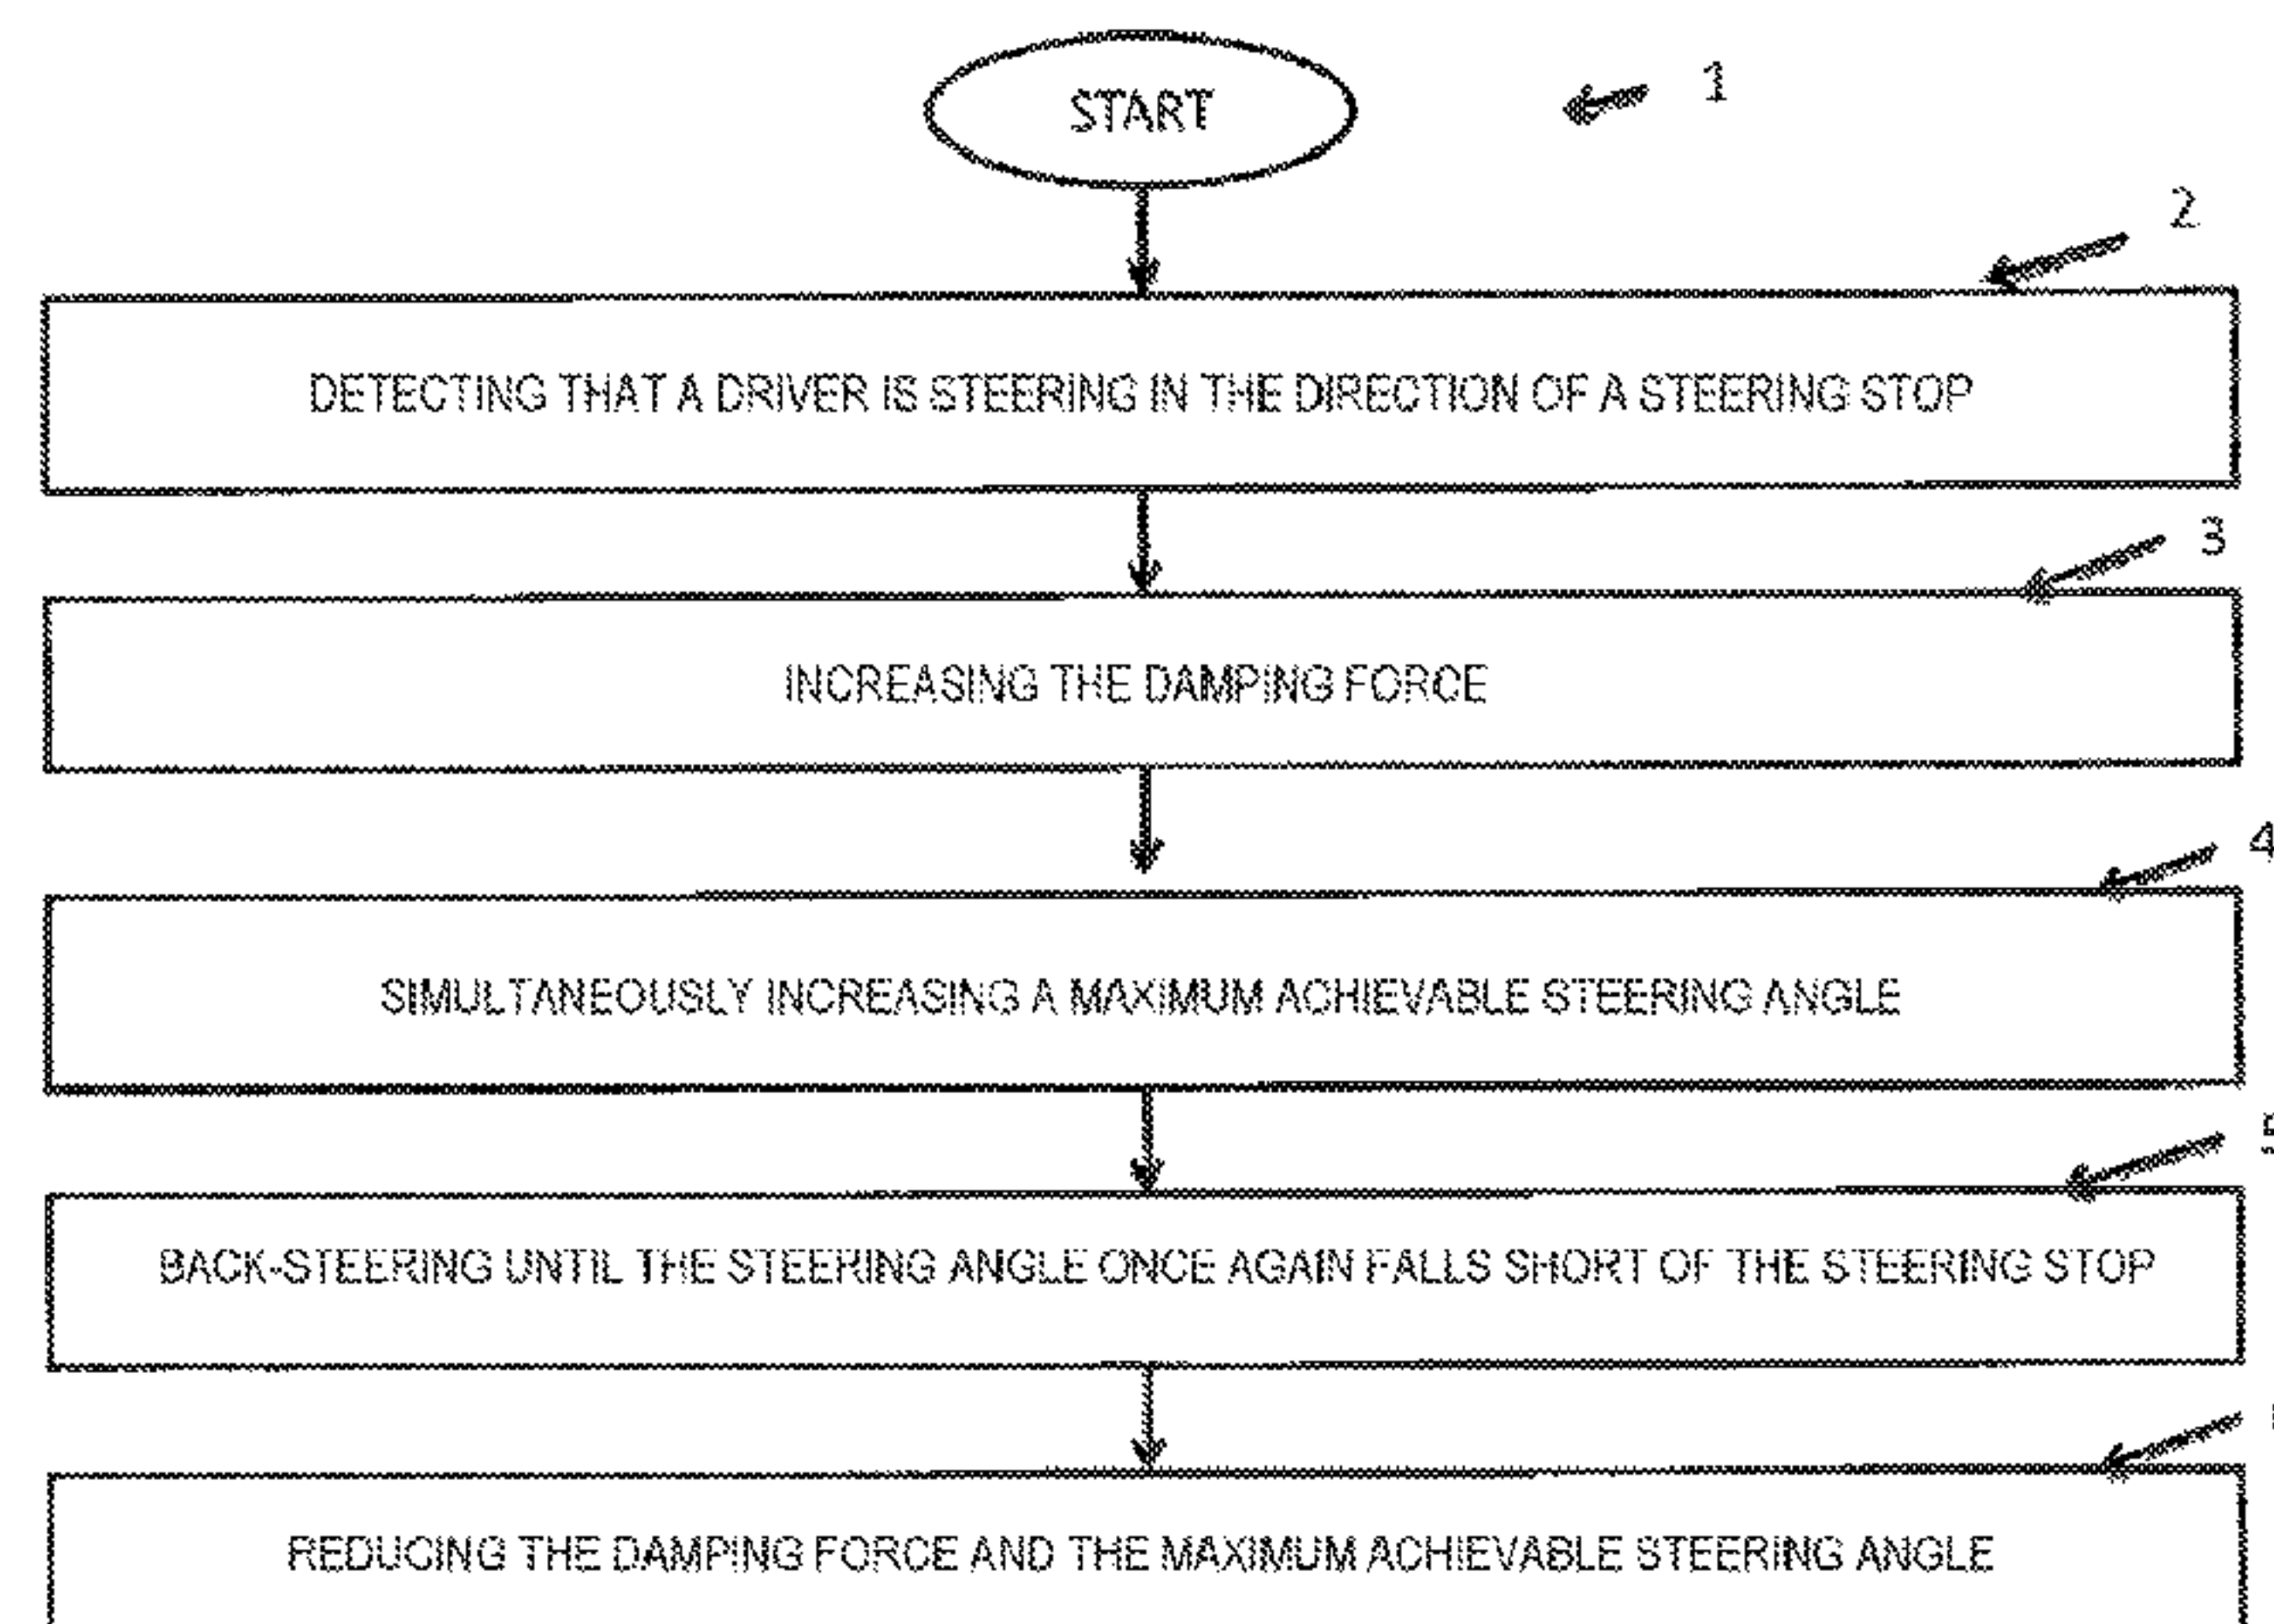 START
1
2
DETECTING THAT A DRIVER IS STEERING IN THE DIRECTION OF A STEERING STOP
3
INCREASING THE DAMPING FORCE
4
SIMULTANEOUSLY INCREASING A MAXIMUM ACHIEVABLE STEERING ANGLE
5
BACK-STEERING UNTIL THE STEERING ANGLE ONCE AGAIN FALLS SHORT OF THE STEERING STOP
REDUCING THE DAMPING FORCE AND THE MAXIMUM ACHIEVABLE STEERING ANGLE